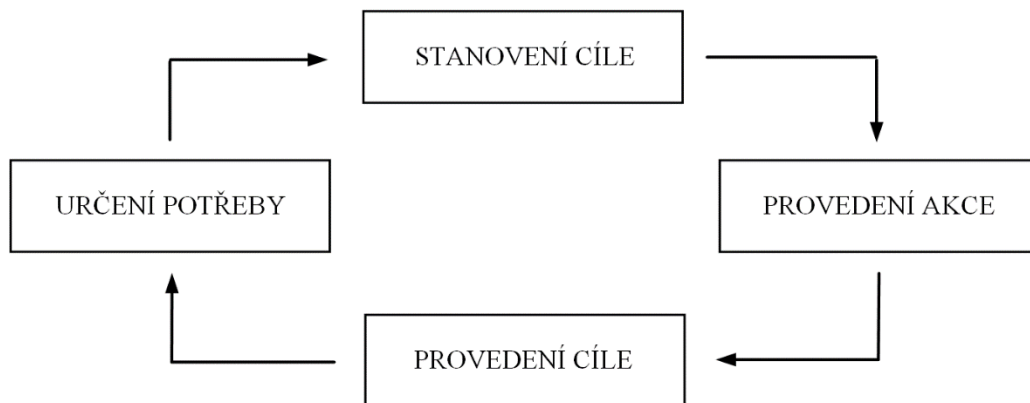 STANOVENÍ CÍLE
URČENÍ POTŘEBY
PROVEDENÍ AKCE
PROVEDENÍ CÍLE